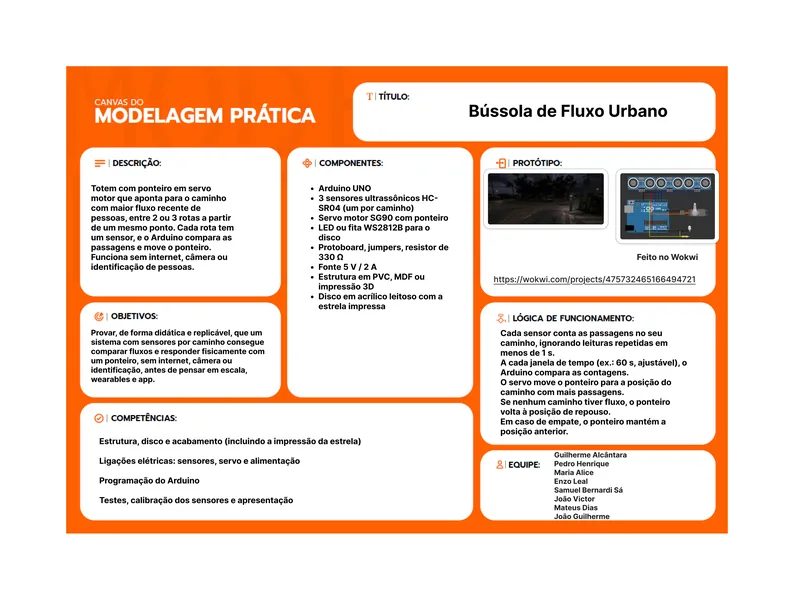 CANVAS DO
MODELAGEM PRÁTICA
TÍTULO:
Bússola de Fluxo Urbano
DESCRIÇÃO:
Totem com ponteiro em servo
motor que aponta para o caminho
com maior fluxo recente de
pessoas, entre 2 ou 3 rotas a partir
de um mesmo ponto. Cada rota tem
um sensor, e o Arduino compara as
passagens e move o ponteiro.
Funciona sem internet, câmera ou
identificação de pessoas.
OBJETIVOS:
Provar, de forma didática e replicável, que um
sistema com sensores por caminho consegue
comparar fluxos e responder fisicamente com
um ponteiro, sem internet, câmera ou
identificação, antes de pensar em escala,
wearables e app.
COMPONENTES:
• Arduino UNO
• 3 sensores ultrassônicos HC-
SR04 (um por caminho)
• Servo motor SG90 com ponteiro
• LED ou fita WS2812B para o
disco
• Protoboard, jumpers, resistor de
330 Ω
• Fonte 5 V / 2 A
• Estrutura em PVC, MDF ou
impressão 3D
• Disco em acrílico leitoso com a
estrela impressa
COMPETÊNCIAS:
Estrutura, disco e acabamento (incluindo a impressão da estrela)
Ligações elétricas: sensores, servo e alimentação
Programação do Arduino
Testes, calibração dos sensores e apresentação
PROTÓTIPO:
Feito no Wokwi
https://wokwi.com/projects/475732465166494721
LÓGICA DE FUNCIONAMENTO:
Cada sensor conta as passagens no seu
caminho, ignorando leituras repetidas em
menos de 1 s.
A cada janela de tempo (ex.: 60 s, ajustável), o
Arduino compara as contagens.
O servo move o ponteiro para a posição do
caminho com mais passagens.
Se nenhum caminho tiver fluxo, o ponteiro
volta à posição de repouso.
Em caso de empate, o ponteiro mantém a
posição anterior.
EQUIPE:
Guilherme Alcântara
Pedro Henrique
Maria Alice
Enzo Leal
Samuel Bernardi Sá
João Victor
Mateus Dias
João Guilherme